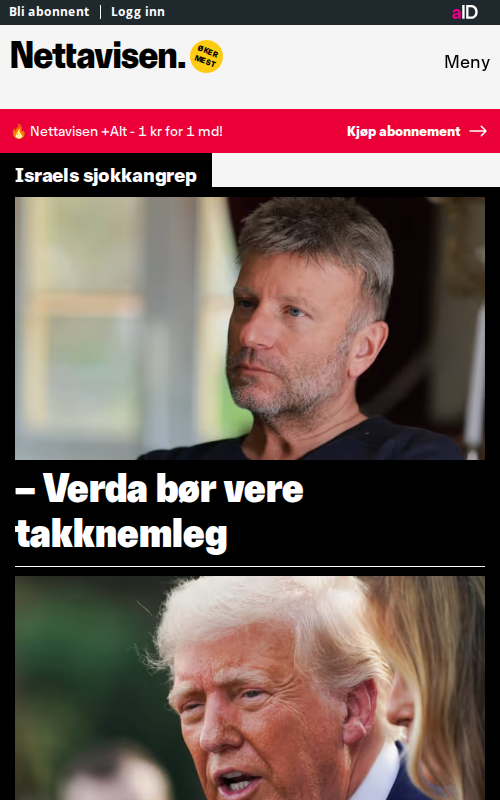 Bli abonnent
Logg inn
aID
Nettavisen.
ØKER
MEST
Meny
🔥 Nettavisen +Alt - 1 kr for 1 md!
Kjøp abonnement →
Israels sjokkangrep
– Verda bør vere
takknemleg